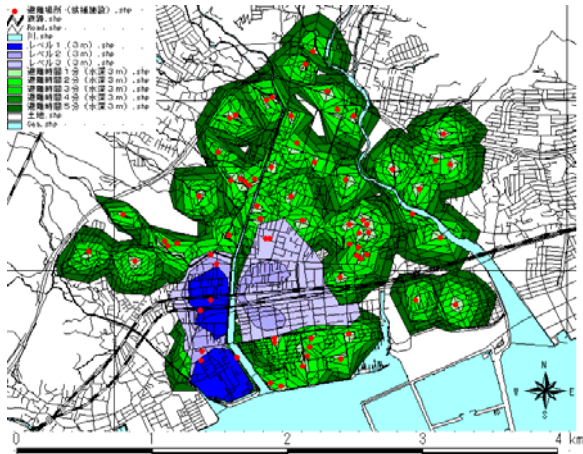 避難場所（候補施設）.shp
鉄路.shp
Road.shp
川.shp
レベル１（３ｍ）.shp
レベル２（３ｍ）.shp
レベル３（３ｍ）.shp
避難時間１分（水深３ｍ）.shp
避難時間２分（水深３ｍ）.shp
避難時間３分（水深３ｍ）.shp
避難時間４分（水深３ｍ）.shp
避難時間５分（水深３ｍ）.shp
土地.shp
N
W E
S
0 1 2 3 4 km